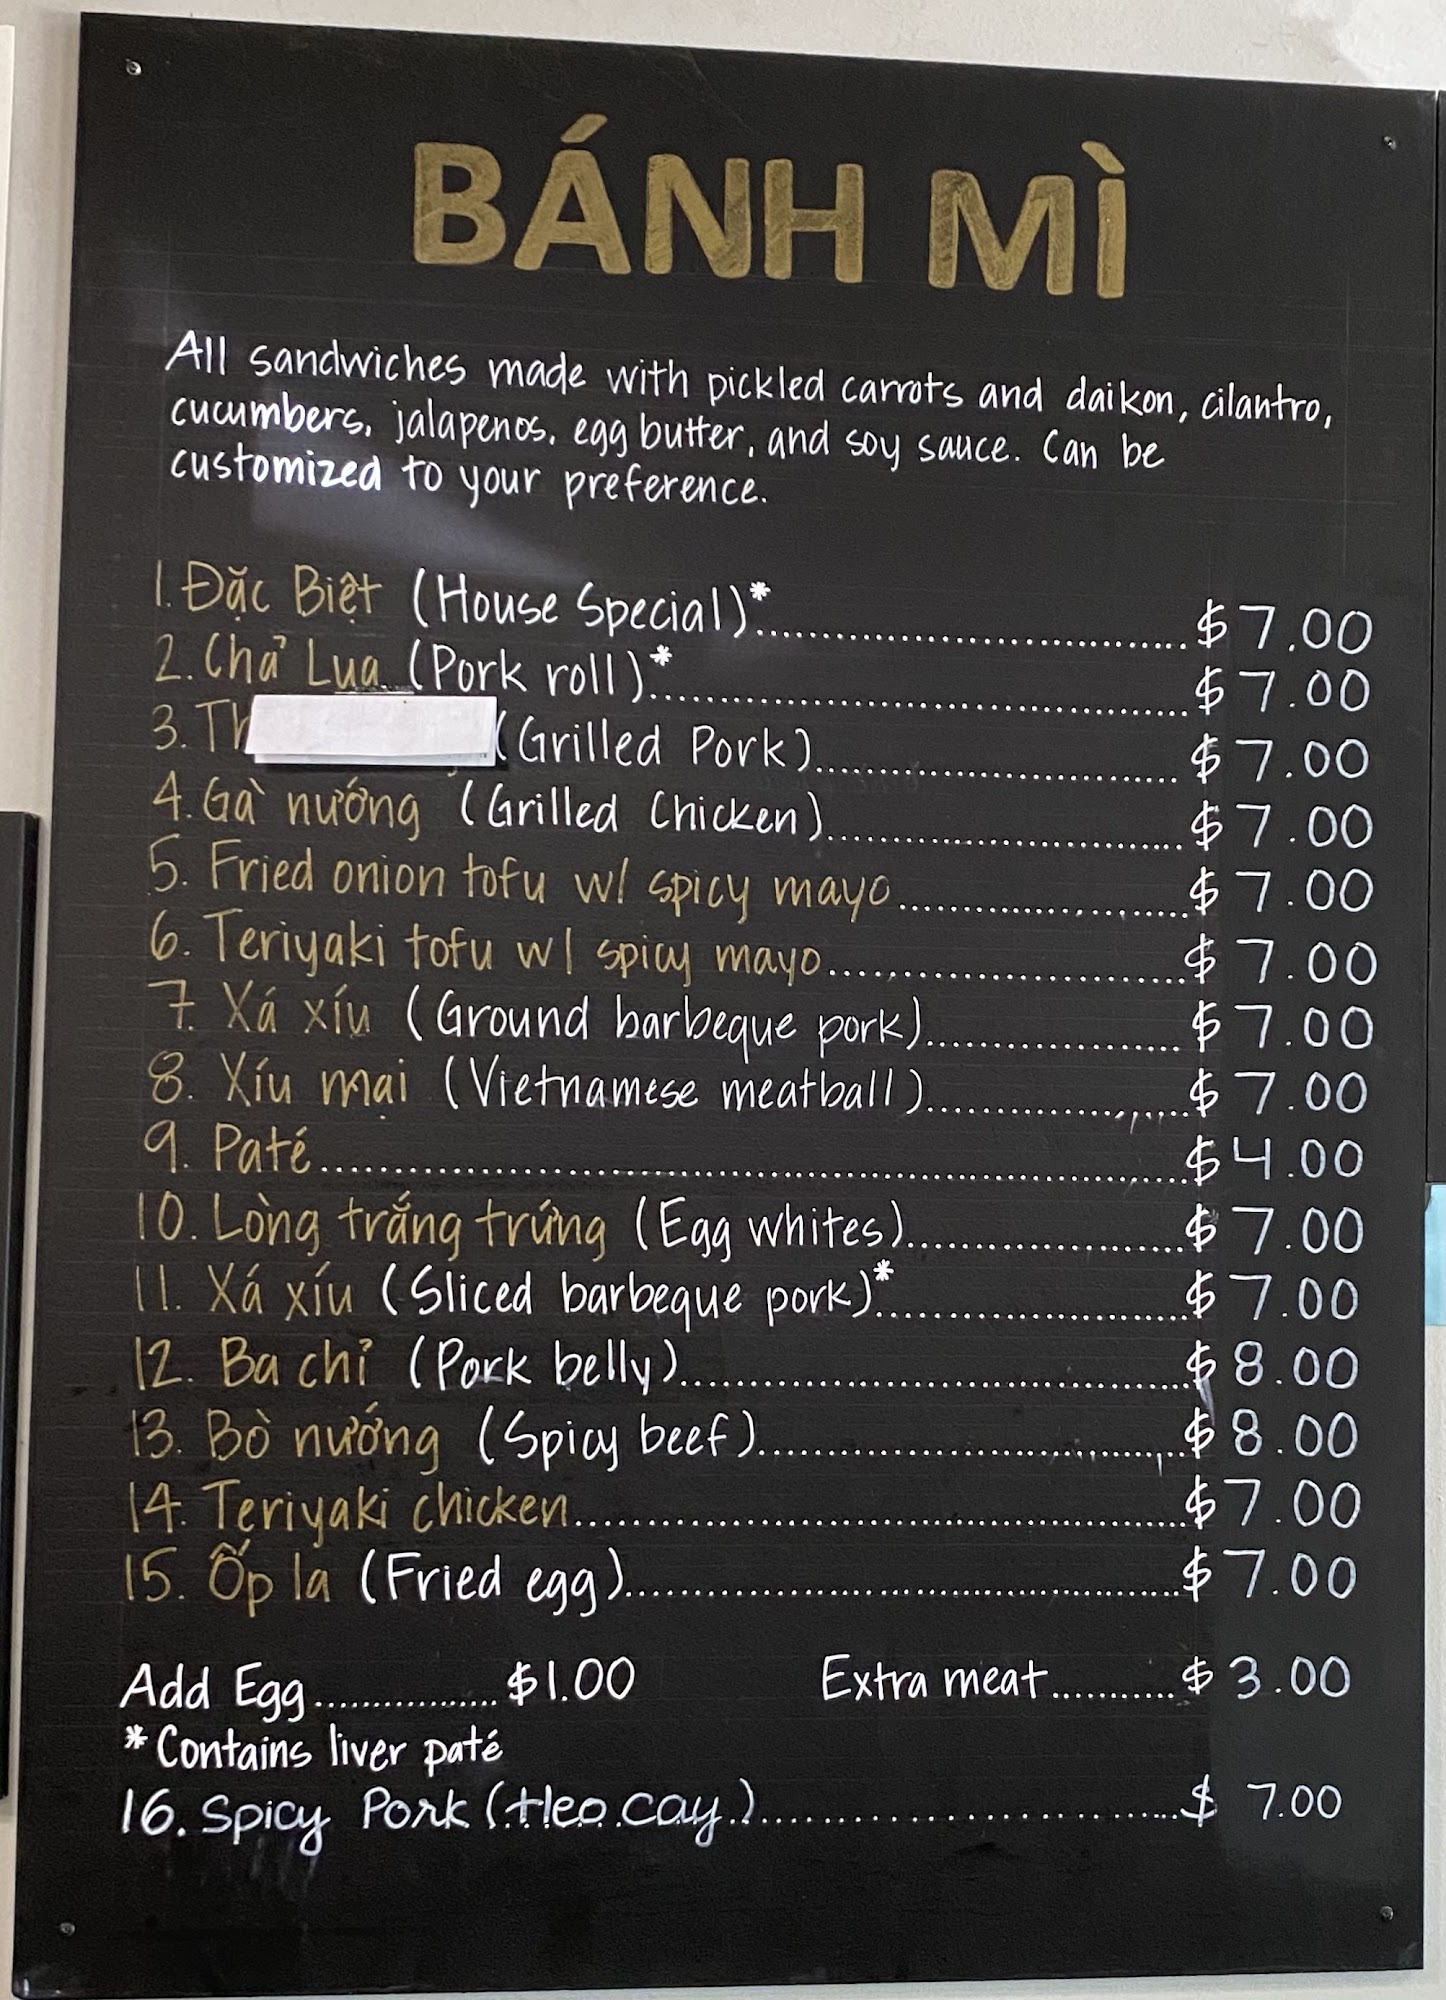 BÁNH MÌ
All sandwiches made with pickled carrots and daikon, cilantro,
cucumbers, jalapenos, egg butter, and soy sauce. Can be
customized to your preference.
1. Đặc Biệt (House Special)*.......... $7.00
2. Chả Lụa (Pork roll)*.......... $7.00
3. (Grilled Pork).......... $7.00
4. Gà nướng (Grilled Chicken).......... $7.00
5. Fried onion tofu w/ spicy mayo.......... $7.00
6. Teriyaki tofu w/ spicy mayo.......... $7.00
7. Xá xíu (Ground barbeque pork).......... $7.00
8. Xíu mại (Vietnamese meatball).......... $7.00
9. Paté.......... $4.00
10. Lòng trắng trứng (Egg whites).......... $7.00
11. Xá xíu (Sliced barbeque pork)*.......... $7.00
12. Ba chỉ (Pork belly).......... $8.00
13. Bò nướng (Spicy beef).......... $8.00
14. Teriyaki chicken.......... $7.00
15. Ốp la (Fried egg).......... $7.00
Add Egg.......... $1.00 Extra meat.......... $3.00
*Contains liver paté
16. Spicy Pork (Heo cay).......... $7.00